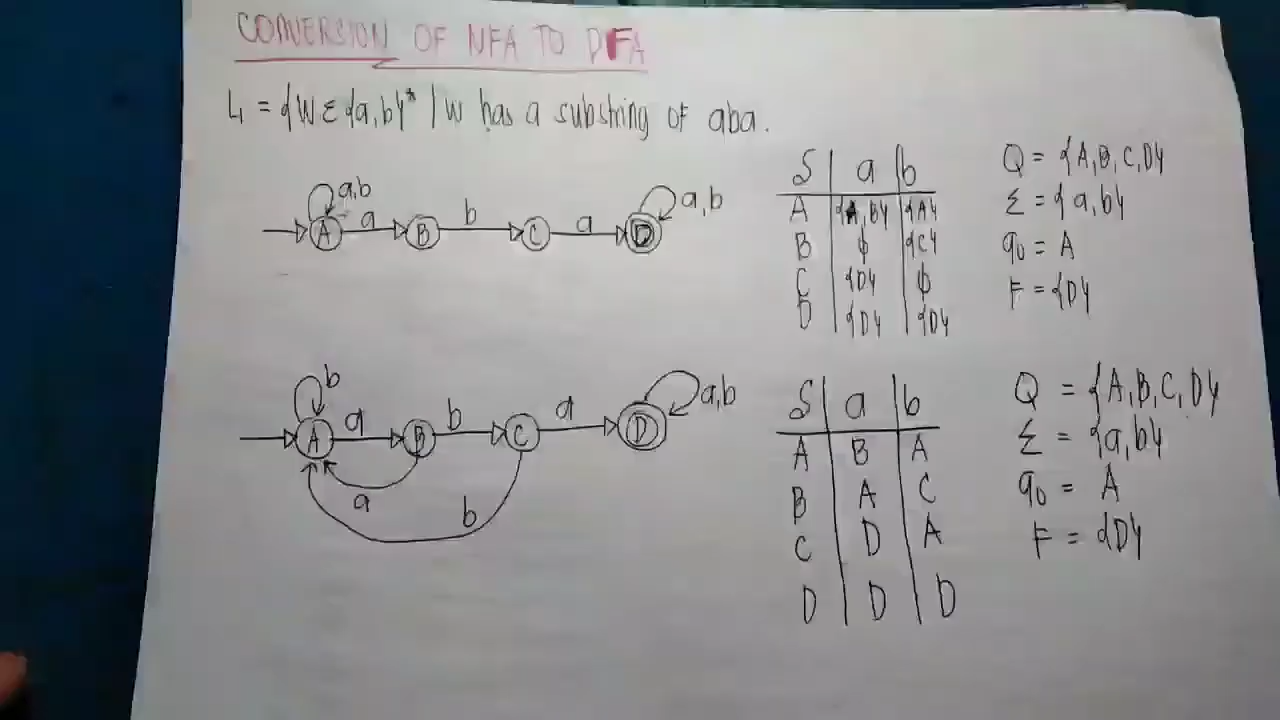 CONVERSION OF NFA TO DFA
L₁ = {W Σ {a,b}* | w has a substring of aba.
a,b
a
b
a
a,b
A
B
C
D
δ a b
A {A,B} {A}
B ϕ {C}
C {D} ϕ
D {D} {D}
Q = {A,B,C,D}
Σ = {a,b}
q₀ = A
F = {D}
b
a
b
a
a,b
A
B
C
D
a
b
δ a b
A B A
B A C
C D A
D D D
Q = {A,B,C,D}
Σ = {a,b}
q₀ = A
F = {D}